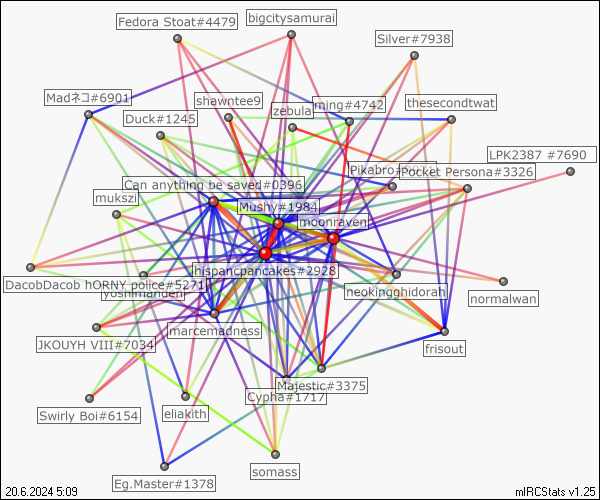 Fedora Stoat#4479
bigcitysamurai
Silver#7938
Madネコ#6901
shawntee9
zebula
ming#4742
thesecondtwat
Duck#1245
LPK2387 #7690
Pocket Persona#3326
Can anything be saved#0396
mukszi
Mushy#1984
moonraven
hispancpancakes#2928
DacobDacob hORNY police#5271
neokingghidorah
normalwan
marcemadness
JKOUYH VIII#7034
frisout
Majestic#3375
Cypha#1717
Swirly Boi#6154
eliakith
somass
Eg.Master#1378
20.6.2024 5:09
mIRCStats v1.25